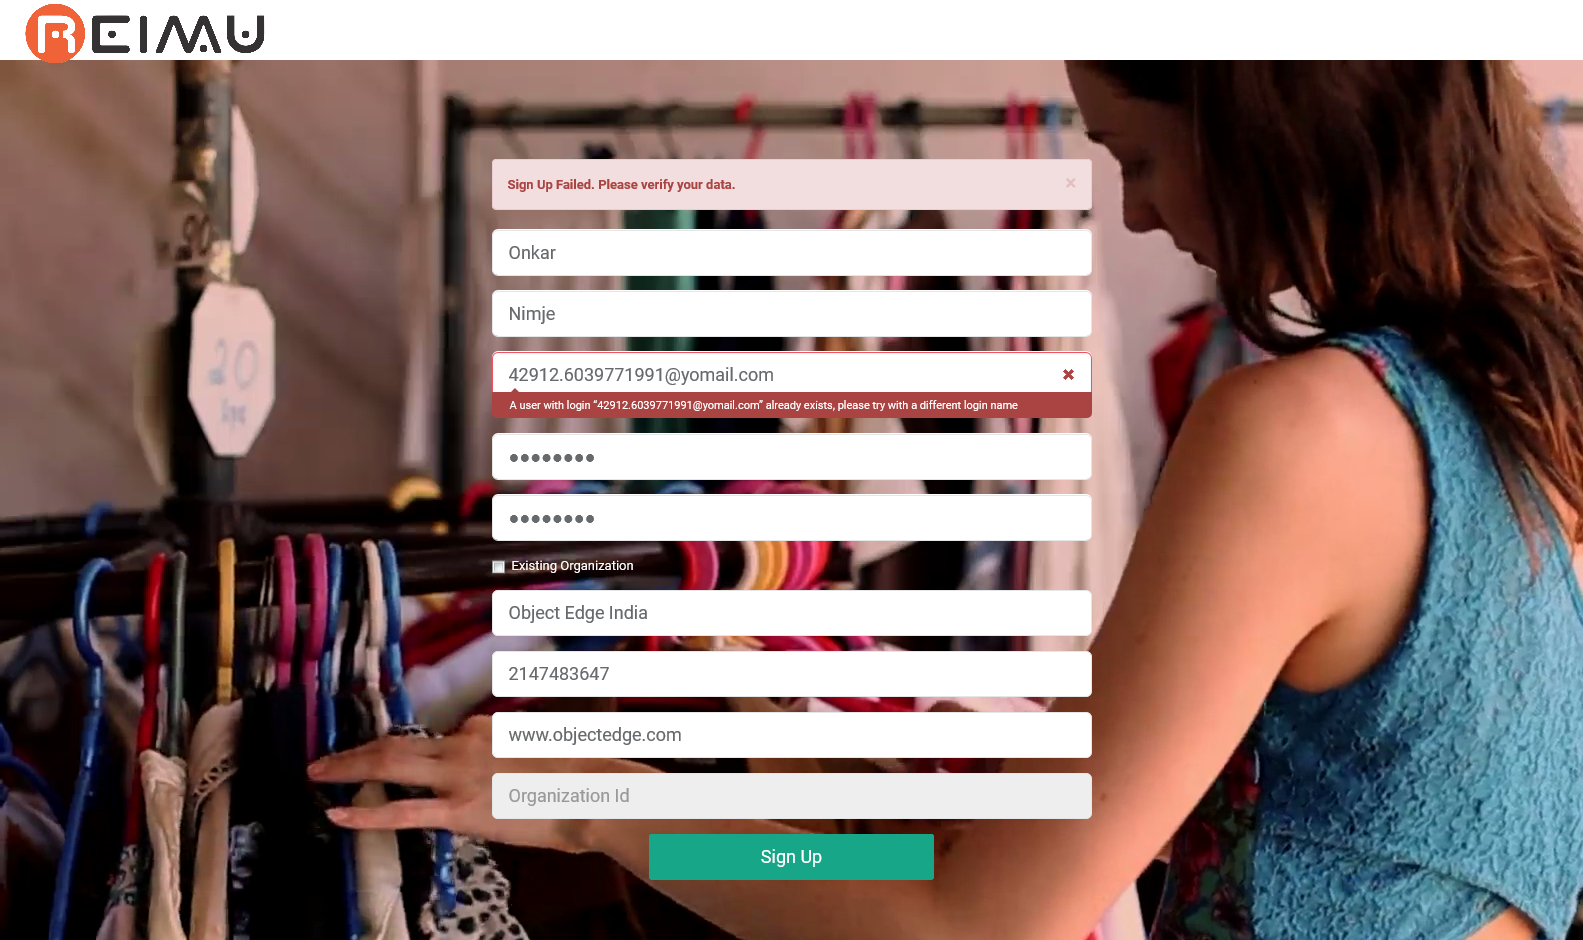 REIMU
Sign Up Failed. Please verify your data.
×
Onkar
Nimje
42912.6039771991@yomail.com
A user with login “42912.6039771991@yomail.com” already exists, please try with a different login name
●●●●●●●●
●●●●●●●●
Existing Organization
Object Edge India
2147483647
www.objectedge.com
Organization Id
Sign Up
20